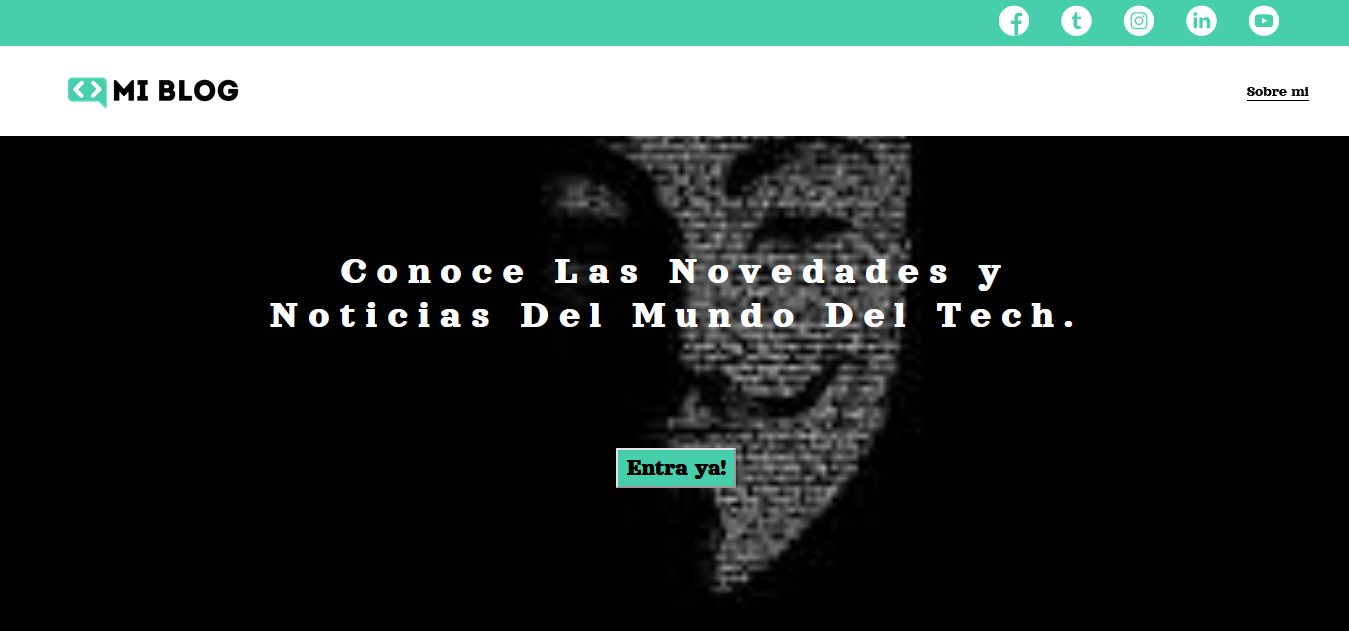 MI BLOG
Sobre mi
Conoce Las Novedades y
Noticias Del Mundo Del Tech.
Entra ya!